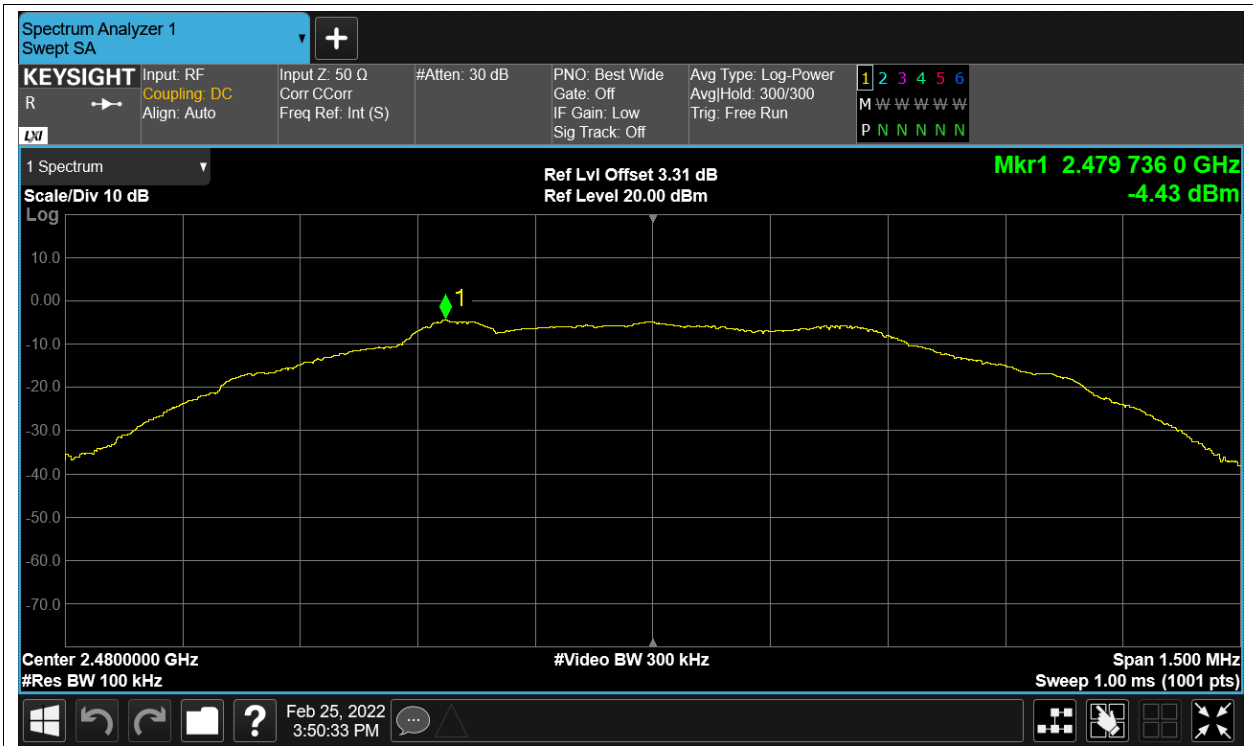 Spectrum Analyzer 1
Swept SA
KEYSIGHT
R
LXI
Input: RF
Coupling: DC
Align: Auto
Input Z: 50 Ω
Corr CCorr
Freq Ref: Int (S)
#Atten: 30 dB
PNO: Best Wide
Gate: Off
IF Gain: Low
Sig Track: Off
Avg Type: Log-Power
Avg|Hold: 300/300
Trig: Free Run
1 2 3 4 5 6
M W W W W W W
P N N N N N N
1 Spectrum
Scale/Div 10 dB
Log
Ref Lvl Offset 3.31 dB
Ref Level 20.00 dBm
Mkr1 2.479 736 0 GHz
-4.43 dBm
10.0
0.00
-10.0
-20.0
-30.0
-40.0
-50.0
-60.0
-70.0
1
Center 2.4800000 GHz
#Res BW 100 kHz
#Video BW 300 kHz
Span 1.500 MHz
Sweep 1.00 ms (1001 pts)
?
Feb 25, 2022
3:50:33 PM